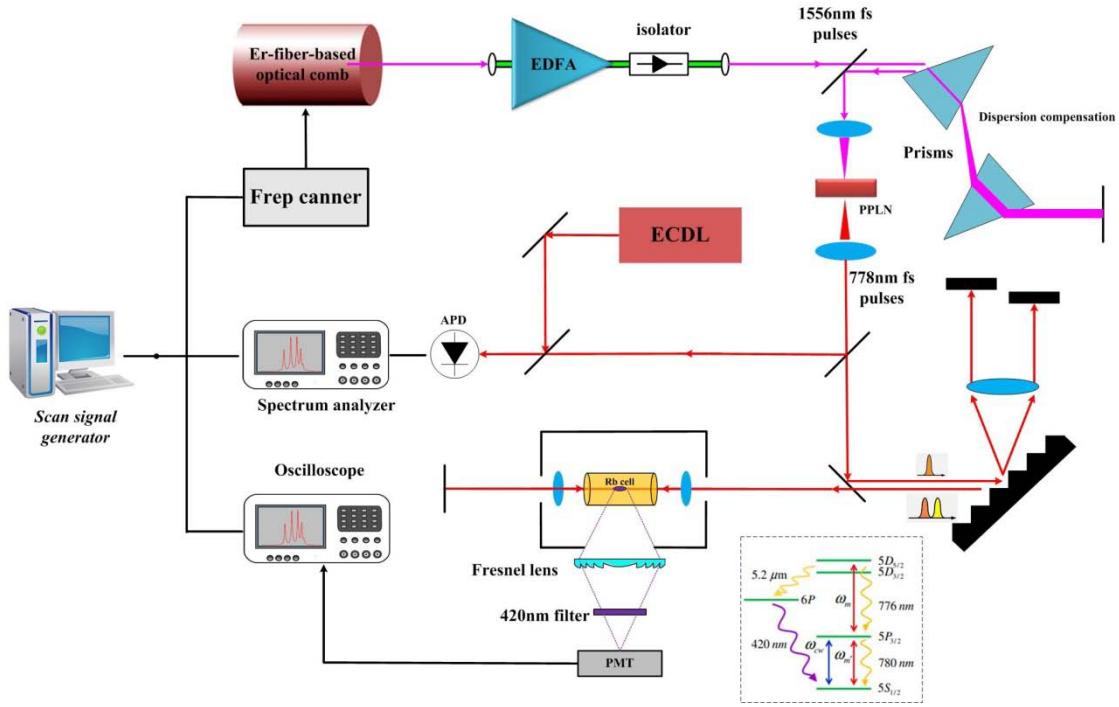 1556nm fs
pulses
isolator
Er-fiber-based
optical comb
EDFA
Dispersion compensation
Prisms
Frep canner
PPLN
ECDL
778nm fs
pulses
APD
Spectrum analyzer
Scan signal
generator
Oscilloscope
Rb cell
Fresnel lens
420nm filter
PMT
5D5/2
5D3/2
5.2 μm
6P
ωm
776 nm
5P3/2
420 nm
ωcw
ωm'
780 nm
5S1/2